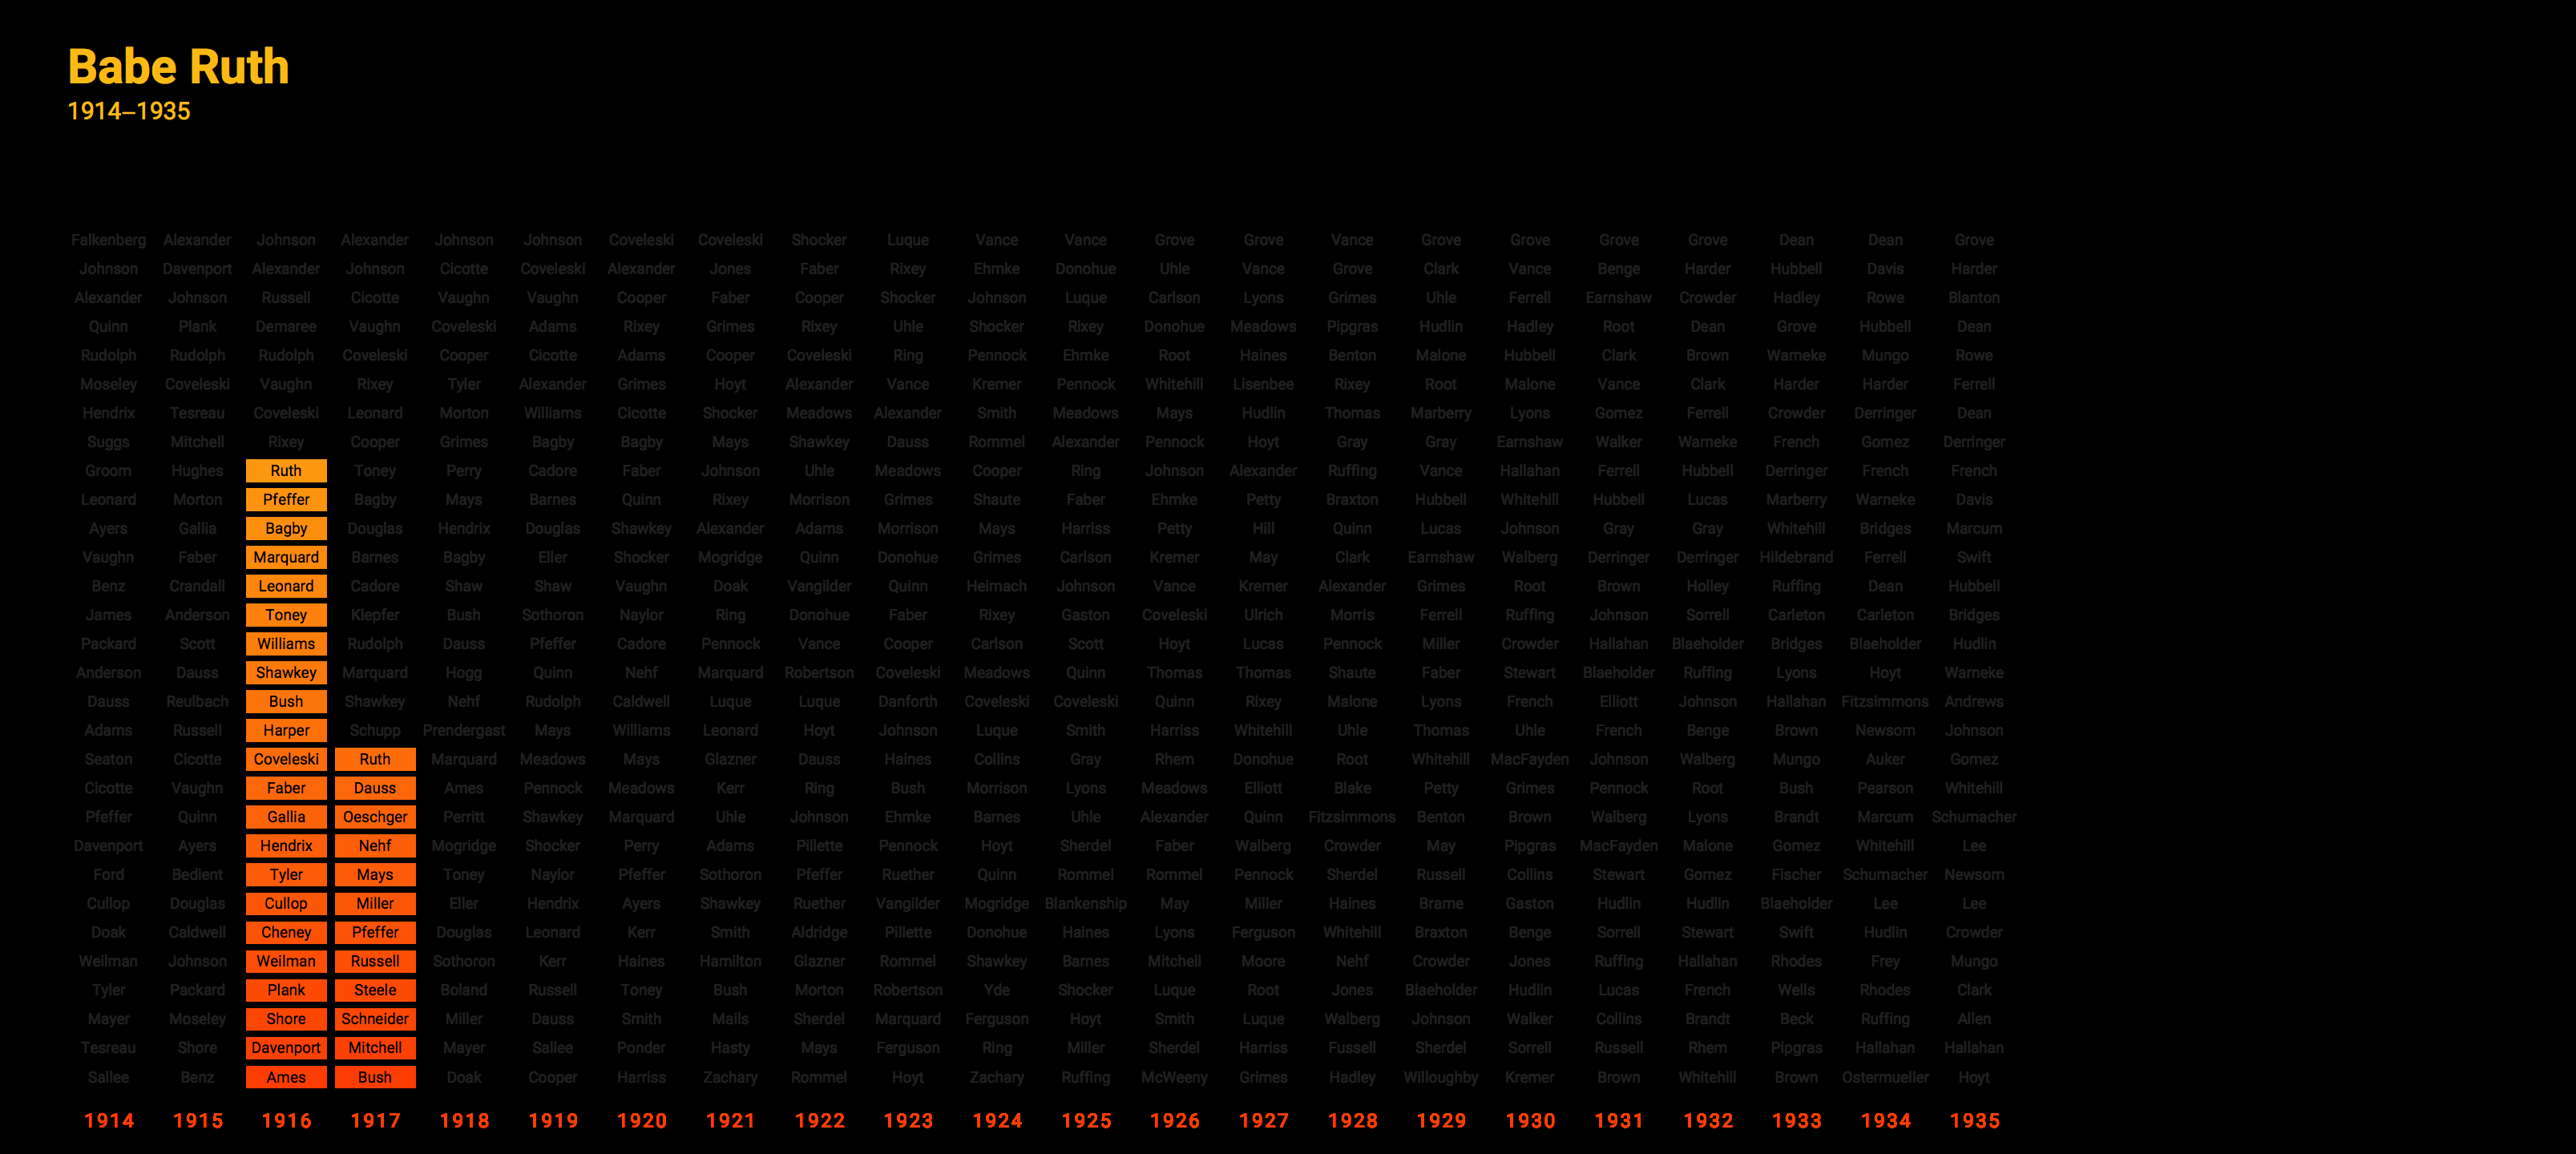 Babe Ruth
1914–1935
Falkenberg Alexander Johnson Alexander Johnson Johnson Coveleski Coveleski Shocker Luque Vance Vance Grove Grove Vance Grove Grove Grove Grove Dean Dean Grove
Johnson Davenport Alexander Johnson Cicotte Coveleski Alexander Jones Faber Rixey Ehmke Donohue Uhle Vance Grove Clark Vance Benge Harder Hubbell Davis Harder
Alexander Johnson Russell Cicotte Vaughn Vaughn Cooper Faber Cooper Shocker Johnson Luque Carlson Lyons Grimes Uhle Ferrell Earnshaw Crowder Hadley Rowe Blanton
Quinn Plank Demaree Vaughn Coveleski Adams Rixey Grimes Rixey Uhle Shocker Rixey Donohue Meadows Pipgras Hudlin Hadley Root Dean Grove Hubbell Dean
Rudolph Rudolph Rudolph Coveleski Cooper Cicotte Adams Cooper Coveleski Ring Pennock Ehmke Root Haines Benton Malone Hubbell Clark Brown Warneke Mungo Rowe
Moseley Coveleski Vaughn Rixey Tyler Alexander Grimes Hoyt Alexander Vance Kremer Pennock Whitehill Lisenbee Rixey Root Malone Vance Clark Harder Harder Ferrell
Hendrix Tesreau Coveleski Leonard Morton Williams Cicotte Shocker Meadows Alexander Smith Meadows Mays Hudlin Thomas Marberry Lyons Gomez Ferrell Crowder Derringer Dean
Suggs Mitchell Rixey Cooper Grimes Bagby Bagby Mays Shawkey Dauss Rommel Alexander Pennock Hoyt Gray Gray Earnshaw Walker Warneke French Gomez Derringer
Groom Hughes Ruth Toney Perry Cadore Faber Johnson Uhle Meadows Cooper Ring Johnson Alexander Ruffing Vance Hallahan Ferrell Hubbell Derringer French French
Leonard Morton Pfeffer Bagby Mays Barnes Quinn Rixey Morrison Grimes Shaute Faber Ehmke Petty Braxton Hubbell Whitehill Hubbell Lucas Marberry Warneke Davis
Ayers Gallia Bagby Douglas Hendrix Douglas Shawkey Alexander Adams Morrison Mays Harriss Petty Hill Quinn Lucas Johnson Gray Gray Whitehill Bridges Marcum
Vaughn Faber Marquard Barnes Bagby Eller Shocker Mogridge Quinn Donohue Grimes Carlson Kremer May Clark Earnshaw Walberg Derringer Derringer Hildebrand Ferrell Swift
Benz Crandall Leonard Cadore Shaw Shaw Vaughn Doak Vangilder Quinn Heimach Johnson Vance Kremer Alexander Grimes Root Brown Holley Ruffing Dean Hubbell
James Anderson Toney Klepfer Bush Sothoron Naylor Ring Donohue Faber Rixey Gaston Coveleski Ulrich Morris Ferrell Ruffing Johnson Sorrell Carleton Carleton Bridges
Packard Scott Williams Rudolph Dauss Pfeffer Cadore Pennock Vance Cooper Carlson Scott Hoyt Lucas Pennock Miller Crowder Hallahan Blaeholder Bridges Blaeholder Hudlin
Anderson Dauss Shawkey Marquard Hogg Quinn Nehf Marquard Robertson Coveleski Meadows Quinn Thomas Thomas Shaute Faber Stewart Blaeholder Ruffing Lyons Hoyt Warneke
Dauss Reulbach Bush Shawkey Nehf Rudolph Caldwell Luque Luque Danforth Coveleski Coveleski Quinn Rixey Malone Lyons French Elliott Johnson Hallahan Fitzsimmons Andrews
Adams Russell Harper Schupp Prendergast Mays Williams Leonard Hoyt Johnson Luque Smith Harriss Whitehill Uhle Thomas Uhle French Benge Brown Newsom Johnson
Seaton Cicotte Coveleski Ruth Marquard Meadows Mays Glazner Dauss Haines Collins Gray Rhem Donohue Root Whitehill MacFayden Johnson Walberg Mungo Auker Gomez
Cicotte Vaughn Faber Dauss Ames Pennock Meadows Kerr Ring Bush Morrison Lyons Meadows Elliott Blake Petty Grimes Pennock Root Bush Pearson Whitehill
Pfeffer Quinn Gallia Oeschger Perritt Shawkey Marquard Uhle Johnson Ehmke Barnes Uhle Alexander Quinn Fitzsimmons Benton Brown Walberg Lyons Brandt Marcum Schumacher
Davenport Ayers Hendrix Nehf Mogridge Shocker Perry Adams Pillette Pennock Hoyt Sherdel Faber Walberg Crowder May Pipgras MacFayden Malone Gomez Whitehill Lee
Ford Bedient Tyler Mays Toney Naylor Pfeffer Sothoron Pfeffer Ruether Quinn Rommel Rommel Pennock Sherdel Russell Collins Stewart Gomez Fischer Schumacher Newsom
Cullop Douglas Cullop Miller Eller Hendrix Ayers Shawkey Ruether Vangilder Mogridge Blankenship May Miller Haines Brame Gaston Hudlin Hudlin Blaeholder Lee Lee
Doak Caldwell Cheney Pfeffer Douglas Leonard Kerr Smith Aldridge Pillette Donohue Haines Lyons Ferguson Whitehill Braxton Benge Sorrell Stewart Swift Hudlin Crowder
Weilman Johnson Weilman Russell Sothoron Kerr Haines Hamilton Glazner Rommel Shawkey Barnes Mitchell Moore Nehf Crowder Jones Ruffing Hallahan Rhodes Frey Mungo
Tyler Packard Plank Steele Boland Russell Toney Bush Morton Robertson Yde Shocker Luque Root Jones Blaeholder Hudlin Lucas French Wells Rhodes Clark
Mayer Moseley Shore Schneider Miller Dauss Smith Mails Sherdel Marquard Ferguson Hoyt Smith Luque Walberg Johnson Walker Collins Brandt Beck Ruffing Allen
Tesreau Shore Davenport Mitchell Mayer Sallee Ponder Hasty Mays Ferguson Ring Miller Sherdel Harriss Fussell Sherdel Sorrell Russell Rhem Pipgras Hallahan Hallahan
Sallee Benz Ames Bush Doak Cooper Harriss Zachary Rommel Hoyt Zachary Ruffing McWeeny Grimes Hadley Willoughby Kremer Brown Whitehill Brown Ostermueller Hoyt
1914 1915 1916 1917 1918 1919 1920 1921 1922 1923 1924 1925 1926 1927 1928 1929 1930 1931 1932 1933 1934 1935